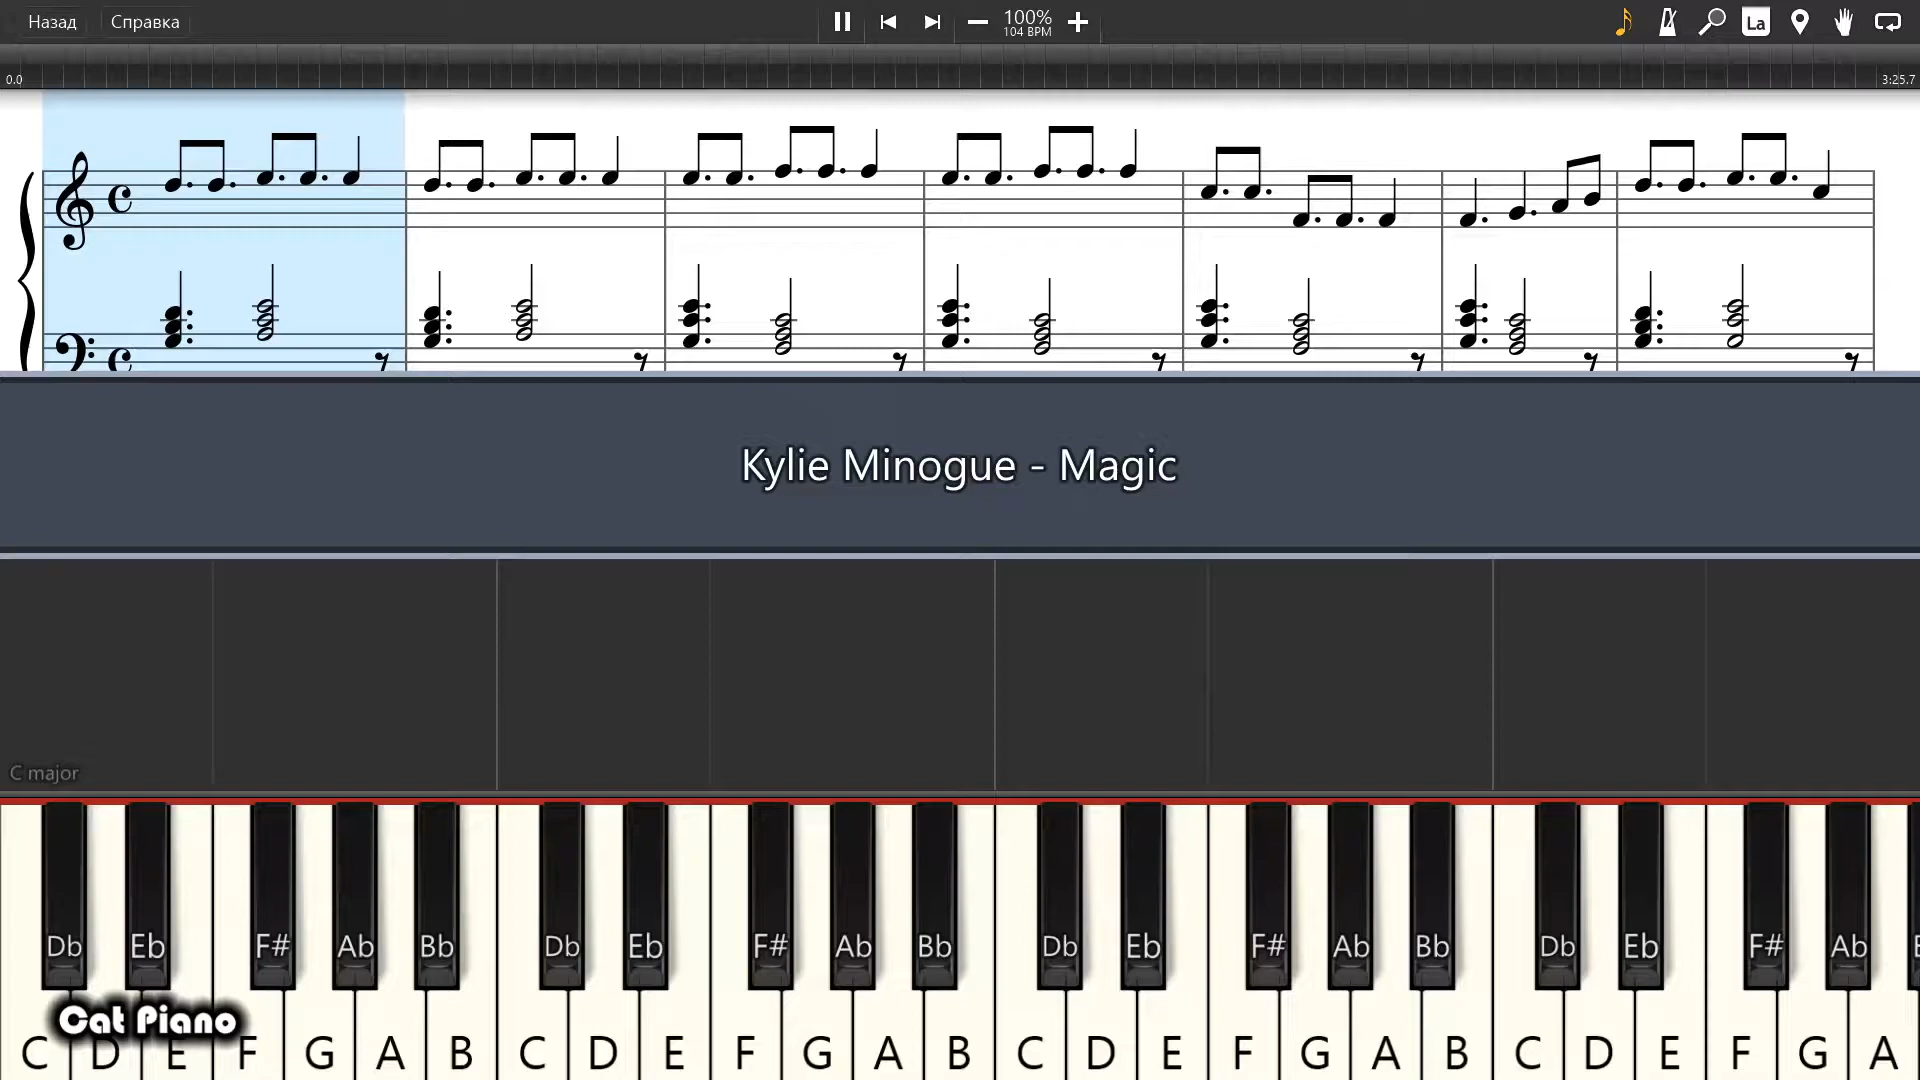 Назад Справка 100% La
104 BPM
0.0 3:25.7
Kylie Minogue - Magic
C major
Db Eb F# Ab Bb Db Eb F# Ab Bb Db Eb F# Ab Bb Db Eb F# Ab
Cat Piano
C D E F G A B C D E F G A B C D E F G A B C D E F G A